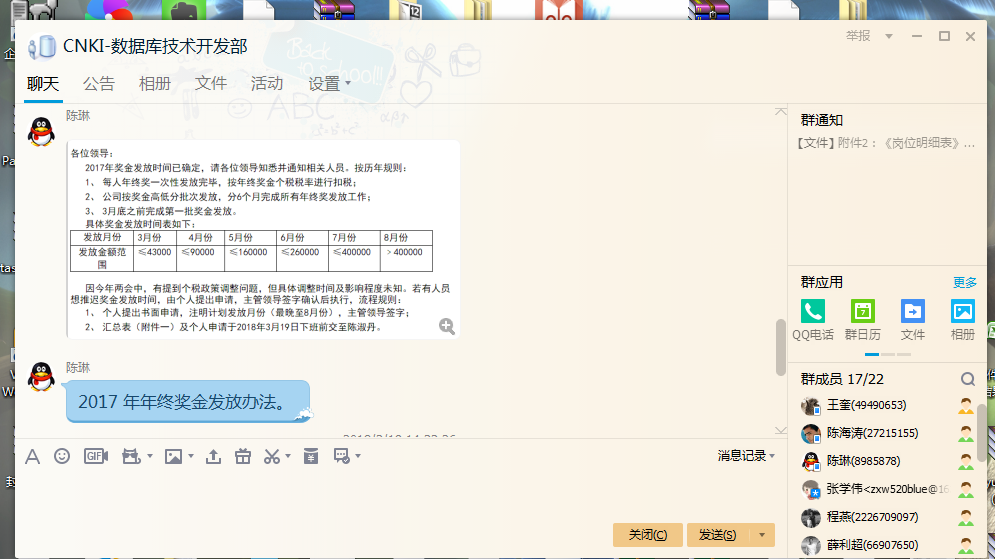 CNKI-数据库技术开发部
举报
聊天 公告 相册 文件 活动 设置
陈琳
各位领导：
2017年奖金发放时间已确定，请各位领导知悉并通知相关人员。按历年规则：
1、 每人年终奖一次性发放完毕，按年终奖金个税税率进行扣税；
2、 公司按奖金高低分批次发放，分6个月完成所有年终奖发放工作；
3、 3月底之前完成第一批奖金发放。
具体奖金发放时间表如下：
发放月份 3月份 4月份 5月份 6月份 7月份 8月份
发放金额范围 ≤43000 ≤90000 ≤160000 ≤260000 ≤400000 ＞400000
因今年两会中，有提到个税政策调整问题，但具体调整时间及影响程度未知。若有人员
想推迟奖金发放时间，由个人提出申请，主管领导签字确认后执行，流程规则：
1、 个人提出书面申请，注明计划发放月份（最晚至8月份），主管领导签字；
2、 汇总表（附件一）及个人申请于2018年3月19日下班前交至陈淑丹。
陈琳
2017 年年终奖金发放办法。
GIF
消息记录
关闭(C) 发送(S)
群通知
【文件】附件2：《岗位明细表》...
群应用 更多
7
QQ电话 群日历 文件 相册
群成员 17/22
王奎(49490653)
陈海涛(27215155)
陈琳(8985878)
张学伟<zxw520blue@16
程燕(2226709097)
薛利超(66907650)